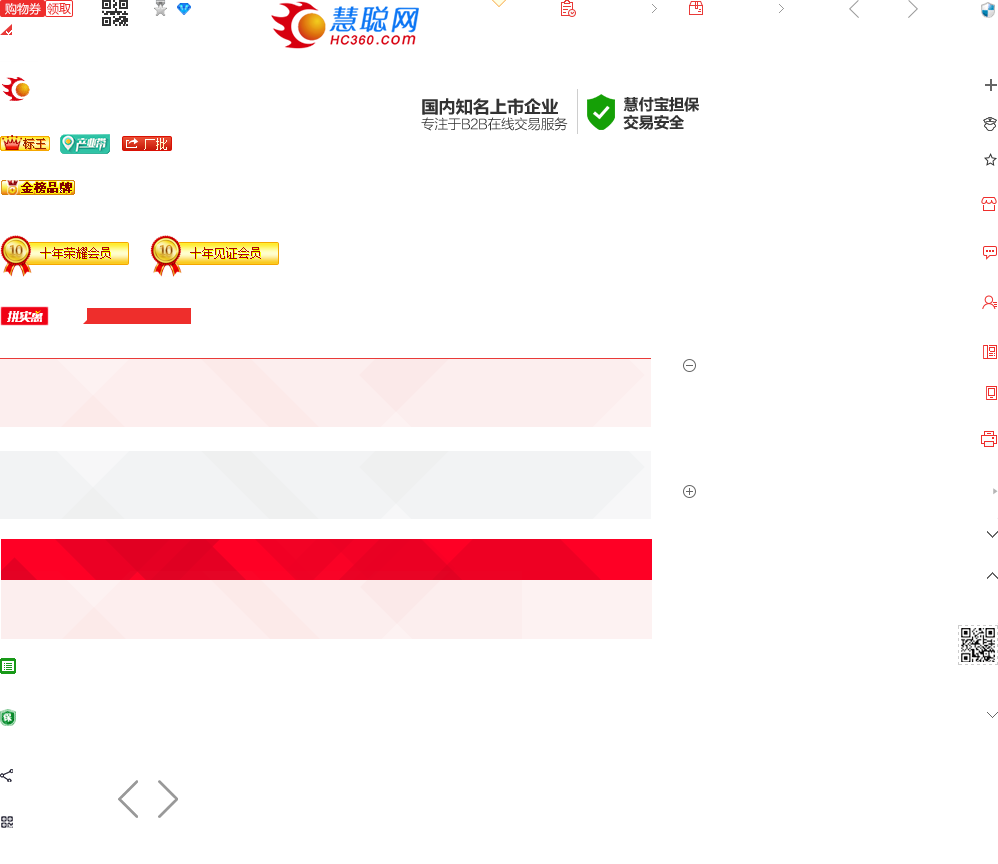 购物券 领取
慧聪网
HC360.com
国内知名上市企业
专注于B2B在线交易服务
慧付宝担保
交易安全
标王 产业带 厂批
金榜品牌
10 十年荣耀会员 10 十年见证会员
拼实惠
保